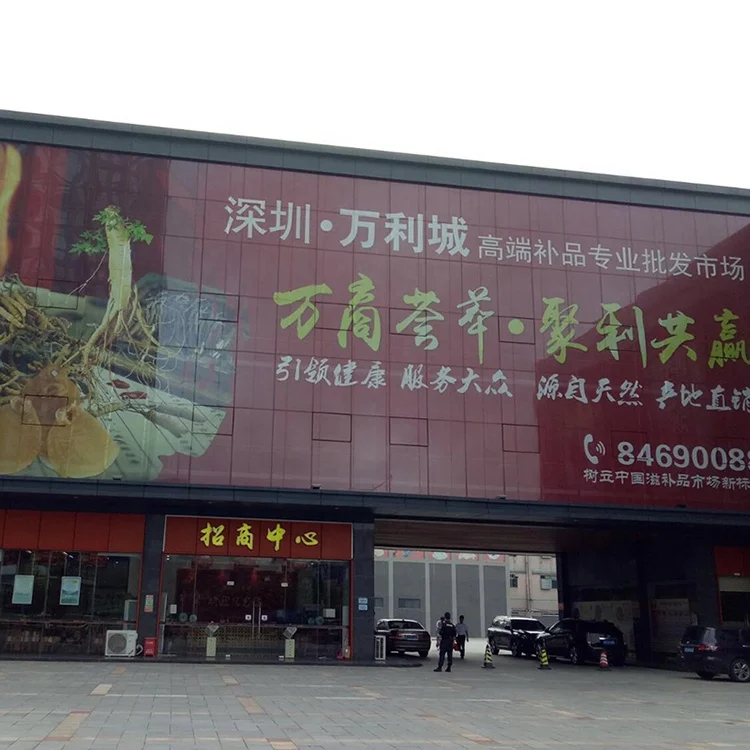 深圳·万利城 高端补品专业批发市场
万商荟萃·聚利共赢
引领健康 服务大众 源自天然 产地直销
8469008
树立中国滋补品市场新标
招商中心